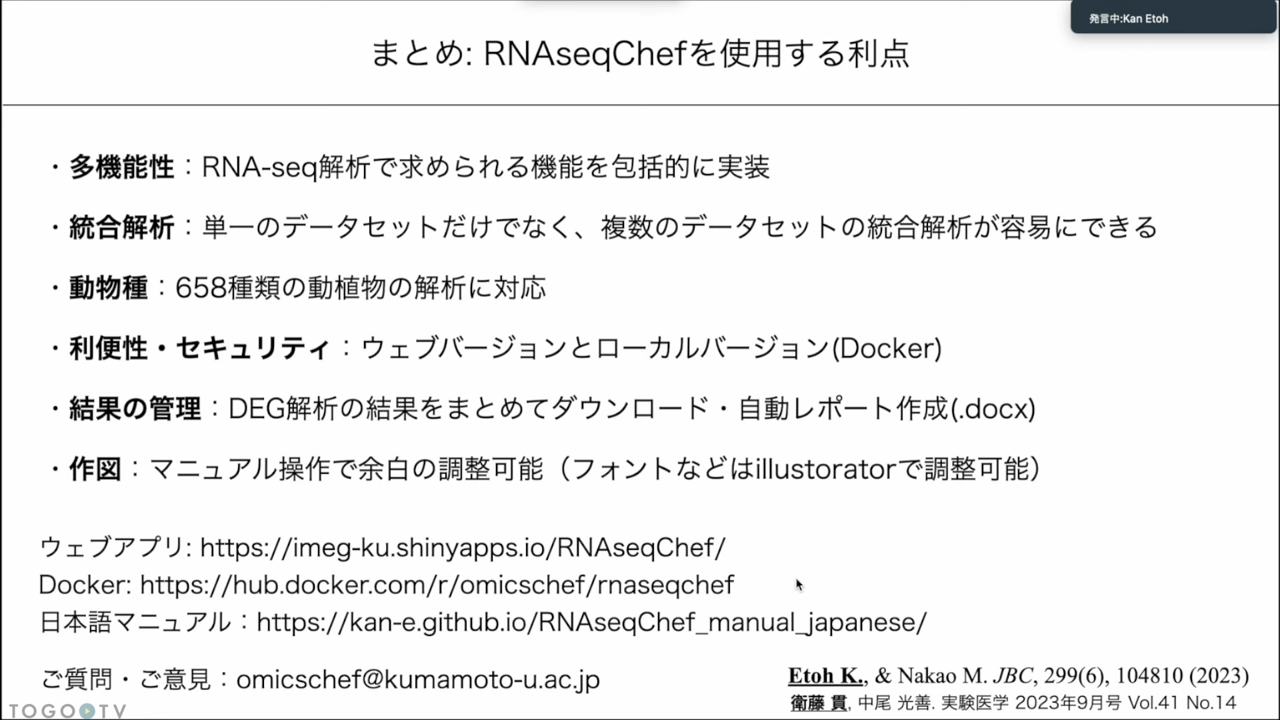 発言中:Kan Etoh
まとめ: RNAseqChefを使用する利点
・多機能性：RNA-seq解析で求められる機能を包括的に実装
・統合解析：単一のデータセットだけでなく、複数のデータセットの統合解析が容易にできる
・動物種：658種類の動植物の解析に対応
・利便性・セキュリティ：ウェブバージョンとローカルバージョン(Docker)
・結果の管理：DEG解析の結果をまとめてダウンロード・自動レポート作成(.docx)
・作図：マニュアル操作で余白の調整可能（フォントなどはillustoratorで調整可能）
ウェブアプリ: https://imeg-ku.shinyapps.io/RNAseqChef/
Docker: https://hub.docker.com/r/omicschef/rnaseqchef
日本語マニュアル：https://kan-e.github.io/RNAseqChef_manual_japanese/
ご質問・ご意見：omicschef@kumamoto-u.ac.jp
Etoh K., & Nakao M. JBC, 299(6), 104810 (2023)
衛藤 貫, 中尾 光善. 実験医学 2023年9月号 Vol.41 No.14
TOGO TV